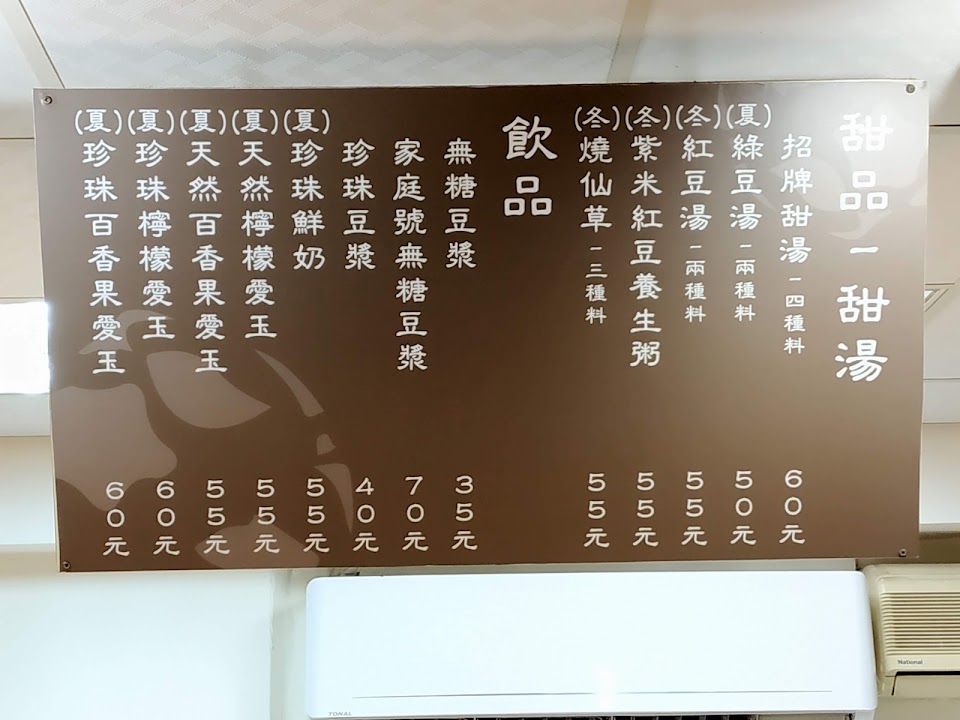 甜品－甜湯
招牌甜湯－四種料 60元
(夏)綠豆湯－兩種料 50元
(冬)紅豆湯－兩種料 55元
(冬)紫米紅豆養生粥 55元
(冬)燒仙草－三種料 55元
飲品
無糖豆漿 35元
家庭號無糖豆漿 70元
珍珠豆漿 40元
(夏)珍珠鮮奶 55元
(夏)天然檸檬愛玉 55元
(夏)天然百香果愛玉 55元
(夏)珍珠檸檬愛玉 60元
(夏)珍珠百香果愛玉 60元
TONAL
National